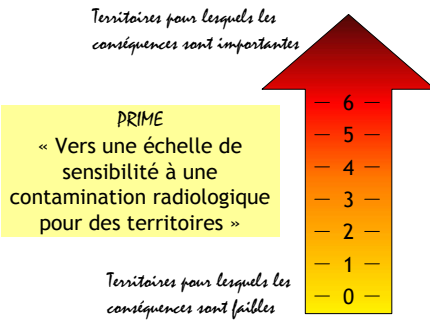 Territoires pour lesquels les
conséquences sont importantes
PRIME
« Vers une échelle de
sensibilité à une
contamination radiologique
pour des territoires »
Territoires pour lesquels les
conséquences sont faibles
6
5
4
3
2
1
0